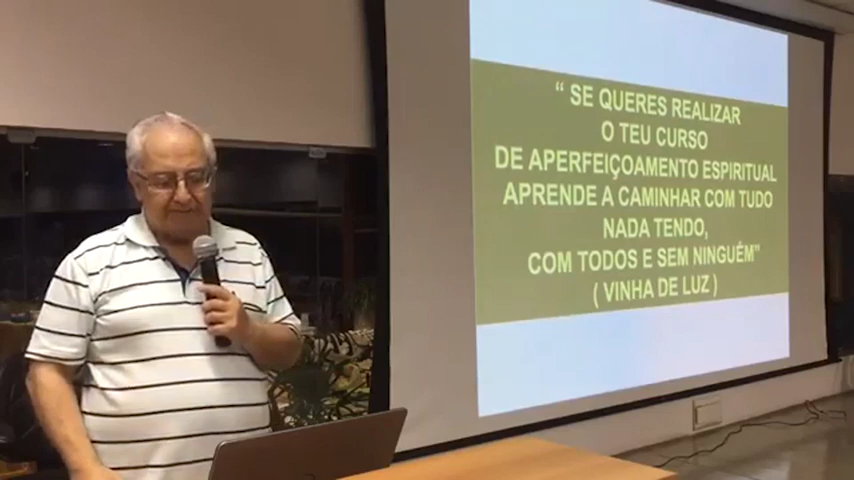 “ SE QUERES REALIZAR
O TEU CURSO
DE APERFEIÇOAMENTO ESPIRITUAL
APRENDE A CAMINHAR COM TUDO
NADA TENDO,
COM TODOS E SEM NINGUÉM”
( VINHA DE LUZ )